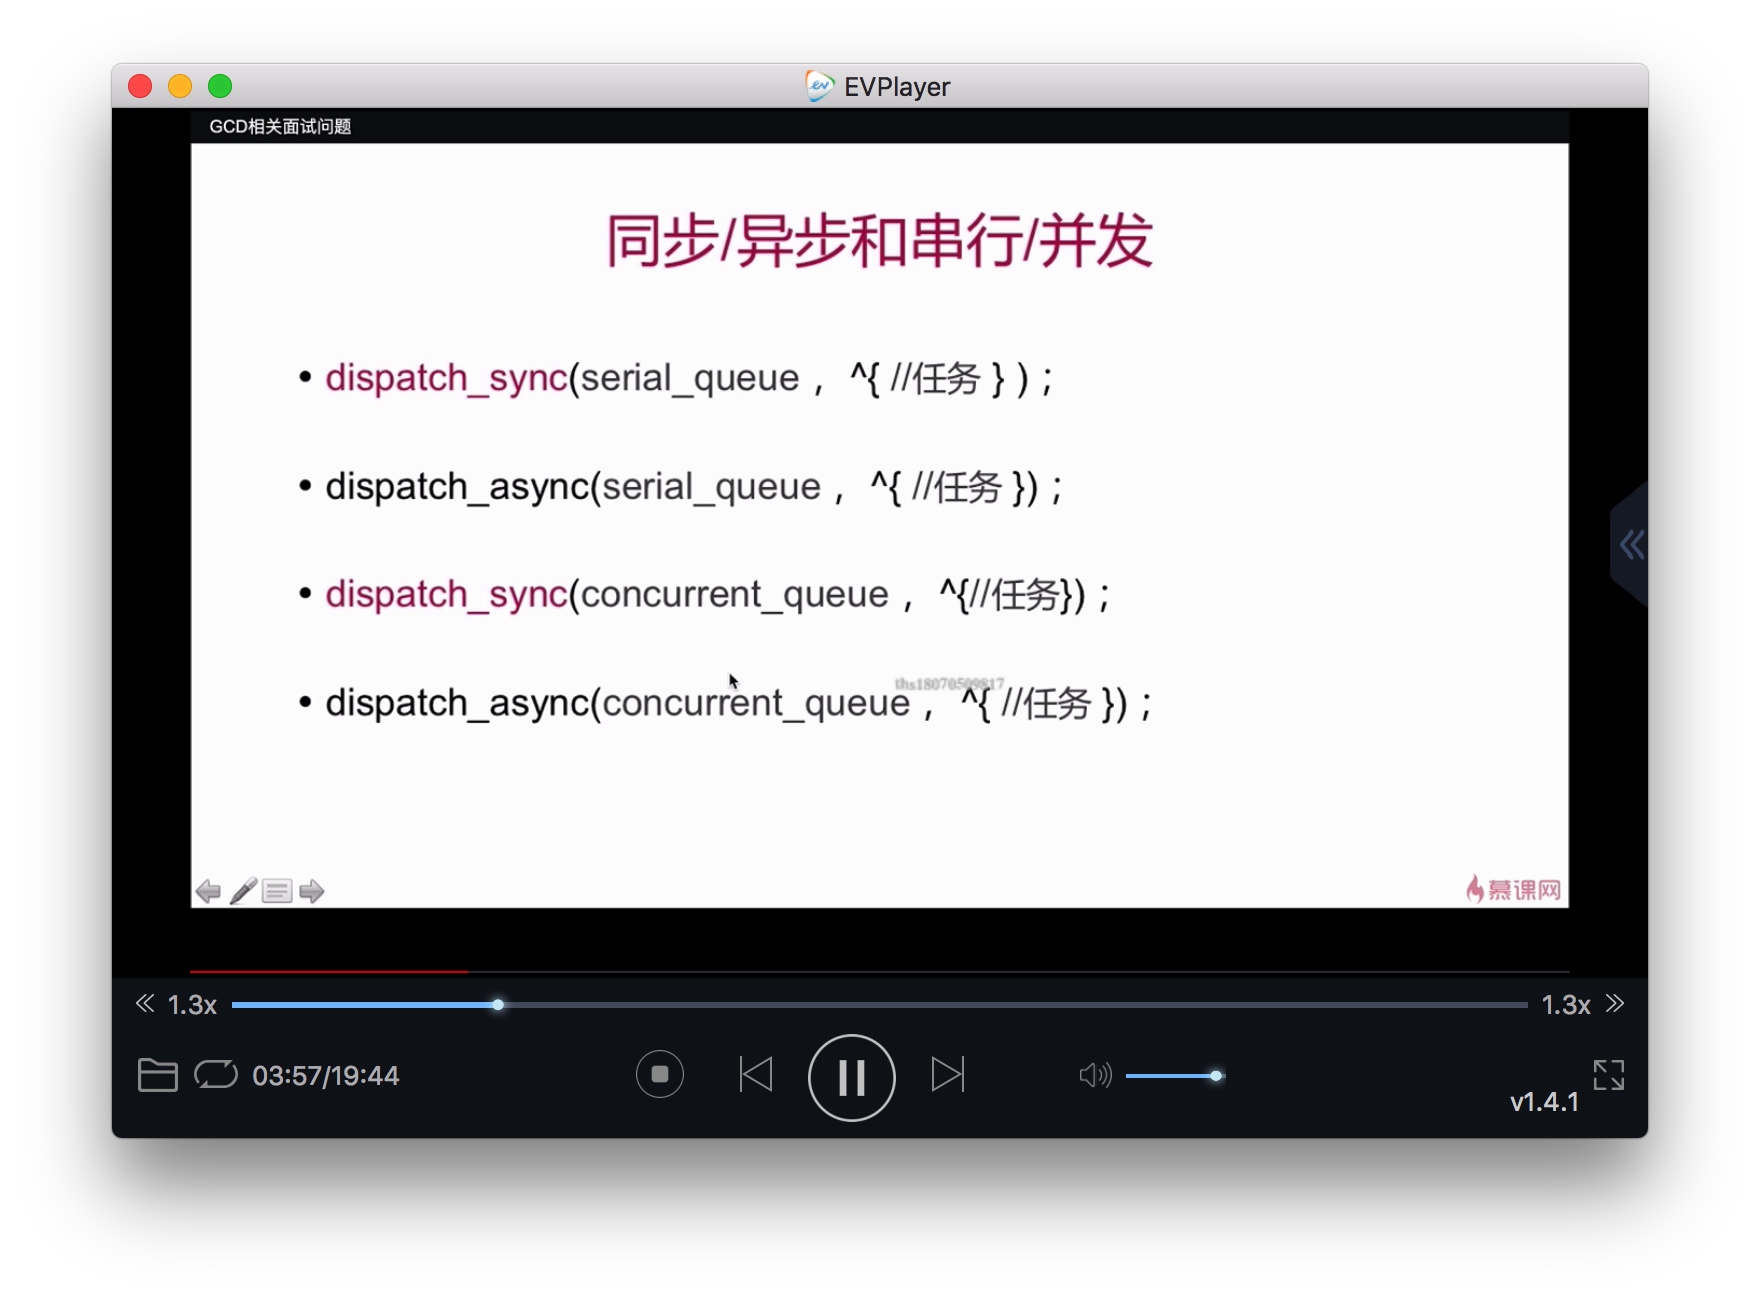 EVPlayer
GCD相关面试问题
同步/异步和串行/并发
• dispatch_sync(serial_queue ， ^{ //任务 } ) ；
• dispatch_async(serial_queue ， ^{ //任务 }) ；
• dispatch_sync(concurrent_queue ， ^{//任务}) ；
ths18070509817
• dispatch_async(concurrent_queue ， ^{ //任务 }) ；
慕课网
1.3x
1.3x
03:57/19:44
v1.4.1